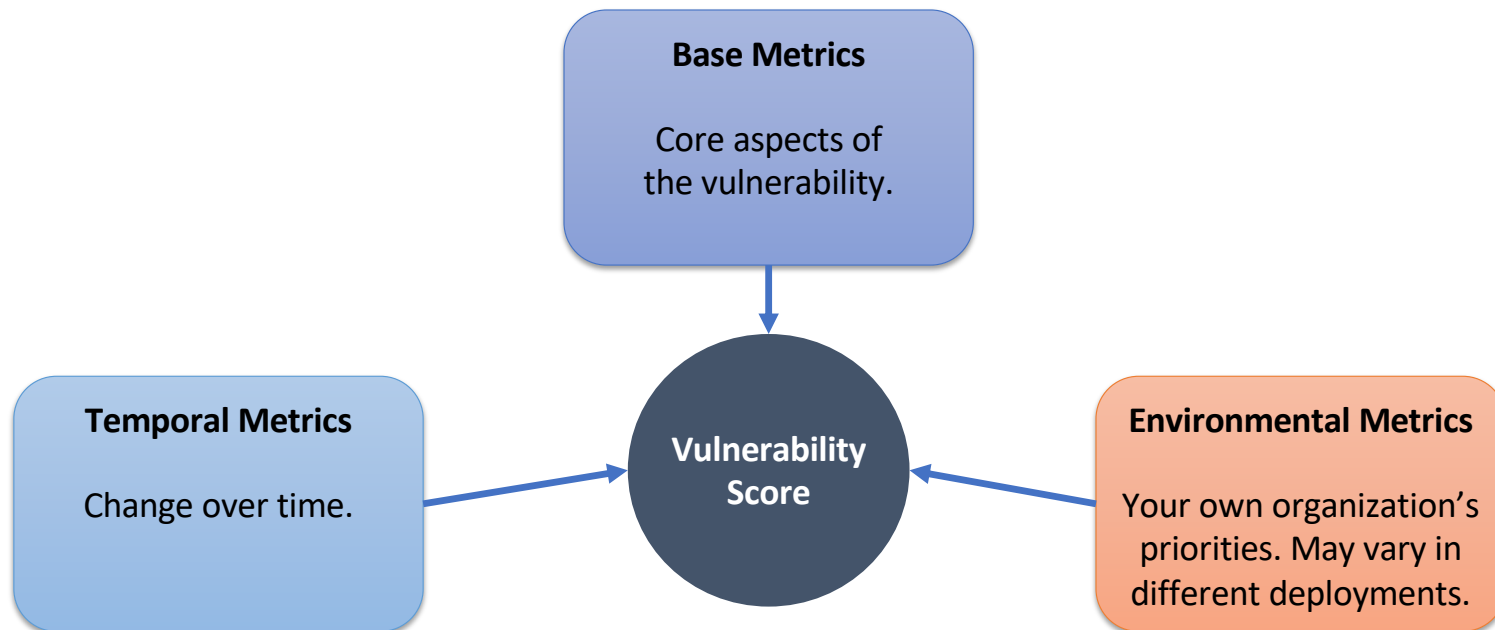 Base Metrics
Core aspects of
the vulnerability.
Temporal Metrics
Change over time.
Vulnerability
Score
Environmental Metrics
Your own organization’s
priorities. May vary in
different deployments.